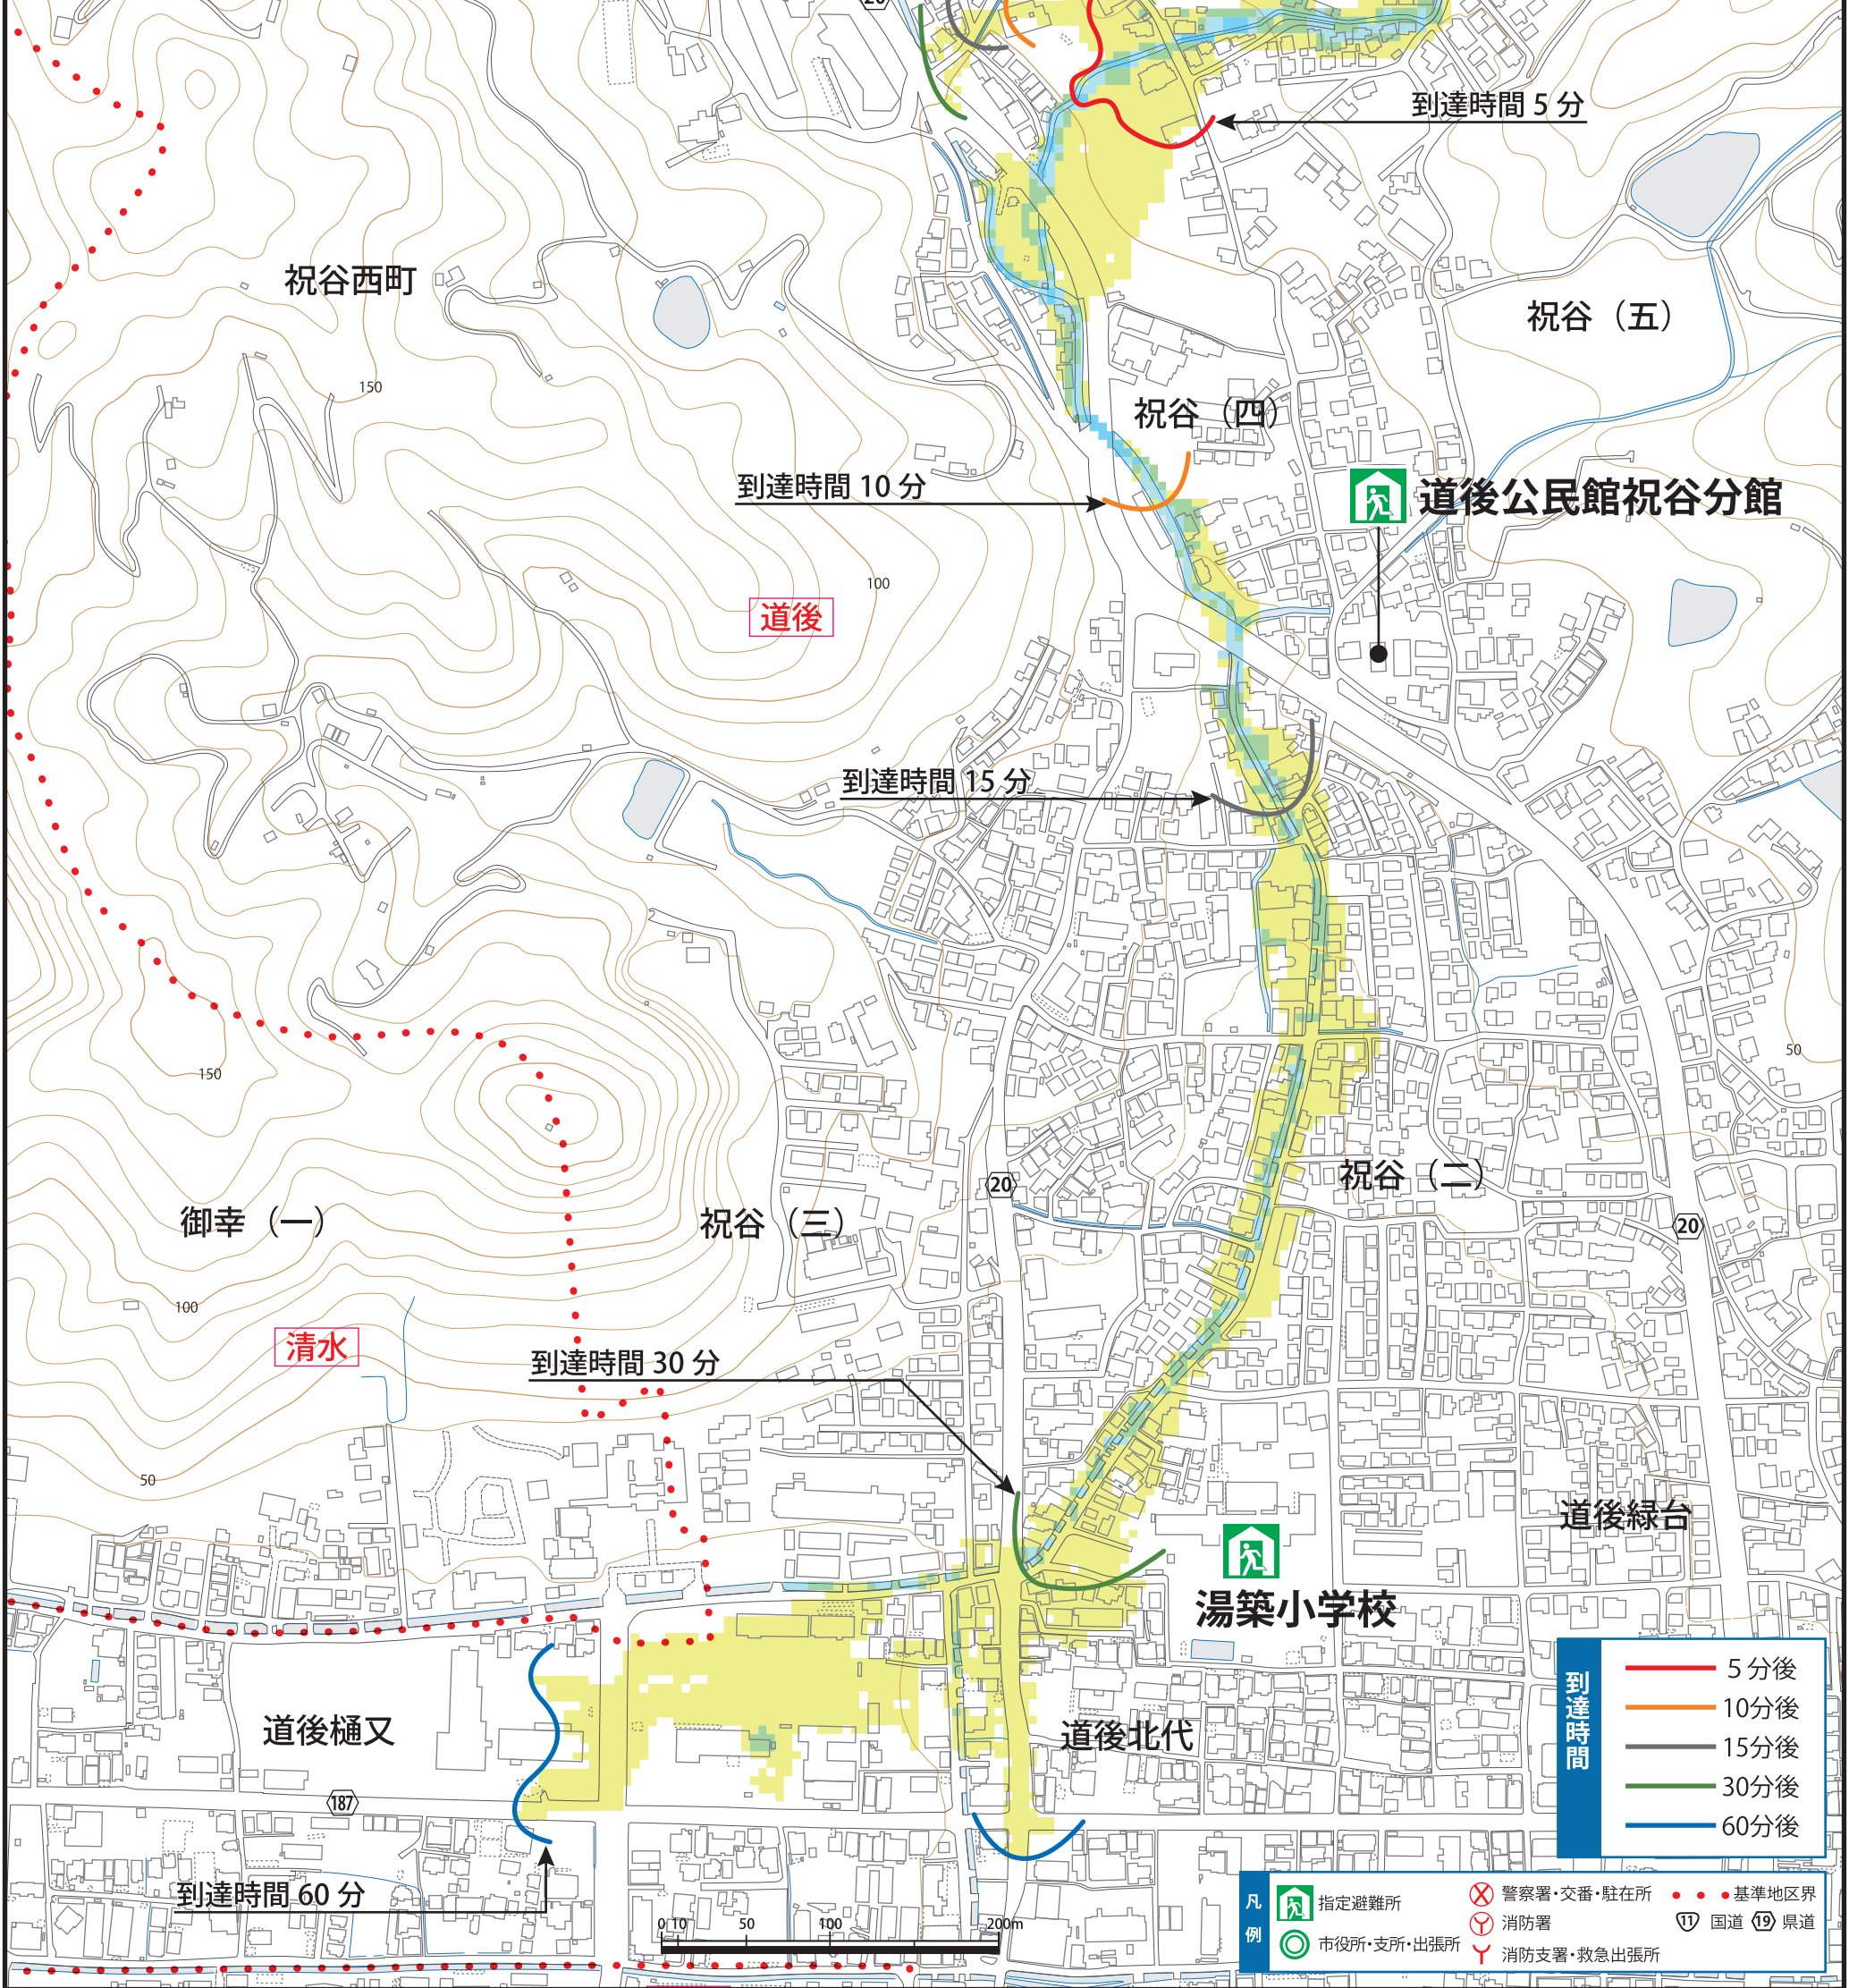 到達時間 5 分
祝谷西町
祝谷（五）
150
祝谷（四）
到達時間 10 分
道後公民館祝谷分館
100
道後
到達時間 15 分
50
150
祝谷（二）
20
御幸（一）
祝谷（三）
20
100
清水
到達時間 30 分
50
道後緑台
湯築小学校
道後樋又
道後北代
187
到達時間 60 分
0 10 50 100 200m
到達時間
5 分後
10分後
15分後
30分後
60分後
凡例
指定避難所
市役所・支所・出張所
警察署・交番・駐在所
消防署
消防支署・救急出張所
基準地区界
11 国道 19 県道